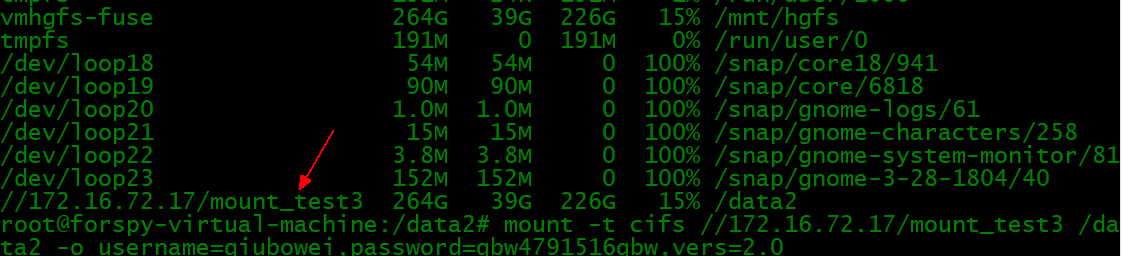 vmhgfs-fuse 264G 39G 226G 15% /mnt/hgfs
tmpfs 191M 0 191M 0% /run/user/0
/dev/loop18 54M 54M 0 100% /snap/core18/941
/dev/loop19 90M 90M 0 100% /snap/core/6818
/dev/loop20 1.0M 1.0M 0 100% /snap/gnome-logs/61
/dev/loop21 15M 15M 0 100% /snap/gnome-characters/258
/dev/loop22 3.8M 3.8M 0 100% /snap/gnome-system-monitor/81
/dev/loop23 152M 152M 0 100% /snap/gnome-3-28-1804/40
//172.16.72.17/mount_test3 264G 39G 226G 15% /data2
root@forspy-virtual-machine:/data2# mount -t cifs //172.16.72.17/mount_test3 /da
ta2 -o username=qiubowei,password=qbw4791516qbw,vers=2.0